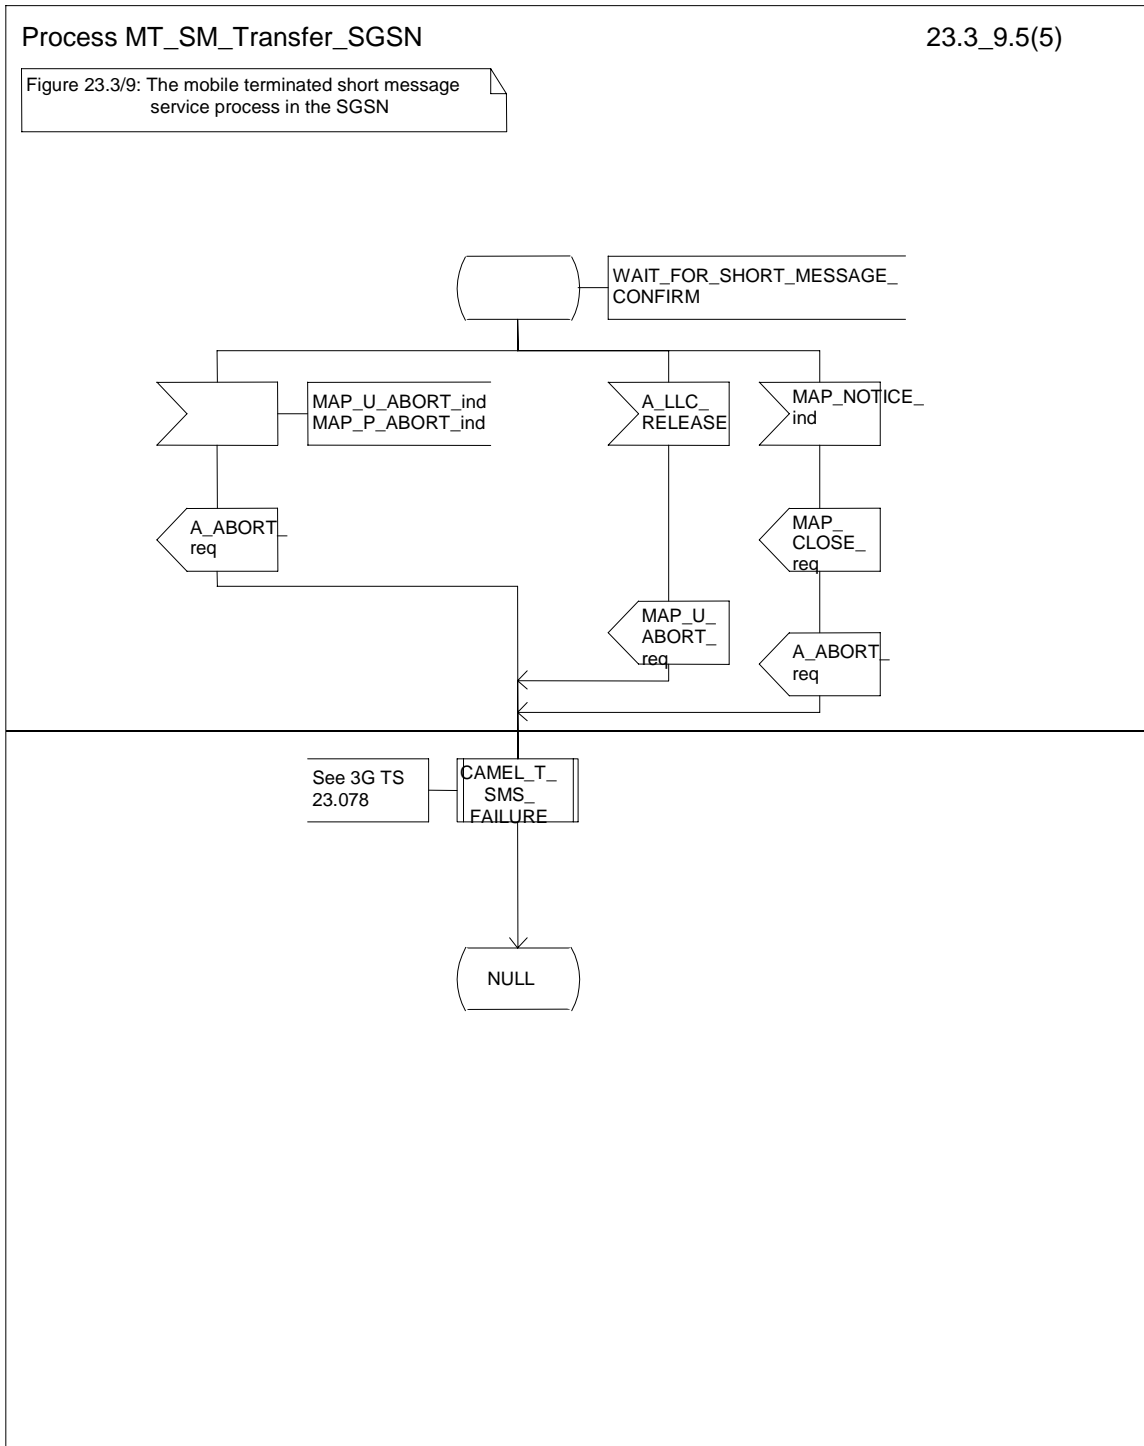 Process MT_SM_Transfer_SGSN
23.3_9.5(5)
Figure 23.3/9: The mobile terminated short message
service process in the SGSN
WAIT_FOR_SHORT_MESSAGE_
CONFIRM
MAP_U_ABORT_ind
MAP_P_ABORT_ind
A_LLC_
RELEASE
MAP_NOTICE_
ind
A_ABORT_
req
MAP_
CLOSE_
req
MAP_U_
ABORT_
req
A_ABORT_
req
See 3G TS
23.078
CAMEL_T_
SMS_
FAILURE
NULL